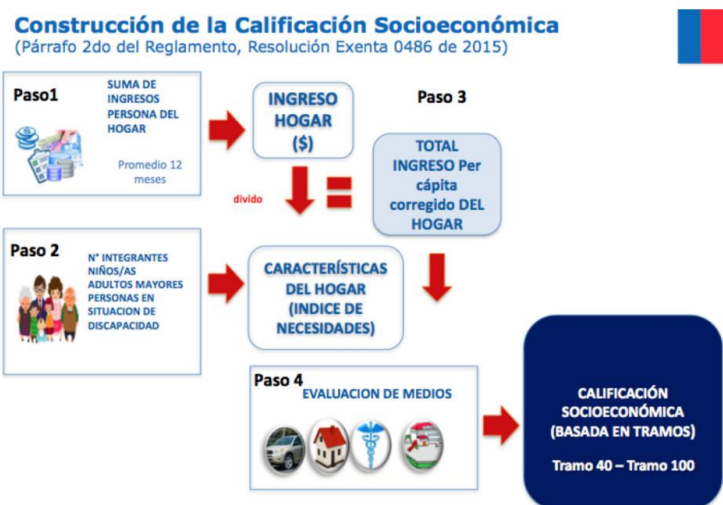 Construcción de la Calificación Socioeconómica
(Párrafo 2do del Reglamento, Resolución Exenta 0486 de 2015)
Paso1
SUMA DE
INGRESOS
PERSONA DEL
HOGAR
Promedio 12
meses
INGRESO
HOGAR
($)
Paso 3
TOTAL
INGRESO Per
cápita
corregido DEL
HOGAR
divido
Paso 2
N° INTEGRANTES
NIÑOS/AS
ADULTOS MAYORES
PERSONAS EN
SITUACION DE
DISCAPACIDAD
CARACTERÍSTICAS
DEL HOGAR
(INDICE DE
NECESIDADES)
Paso 4
EVALUACION DE MEDIOS
CALIFICACIÓN
SOCIOECONÓMICA
(BASADA EN TRAMOS)
Tramo 40 – Tramo 100